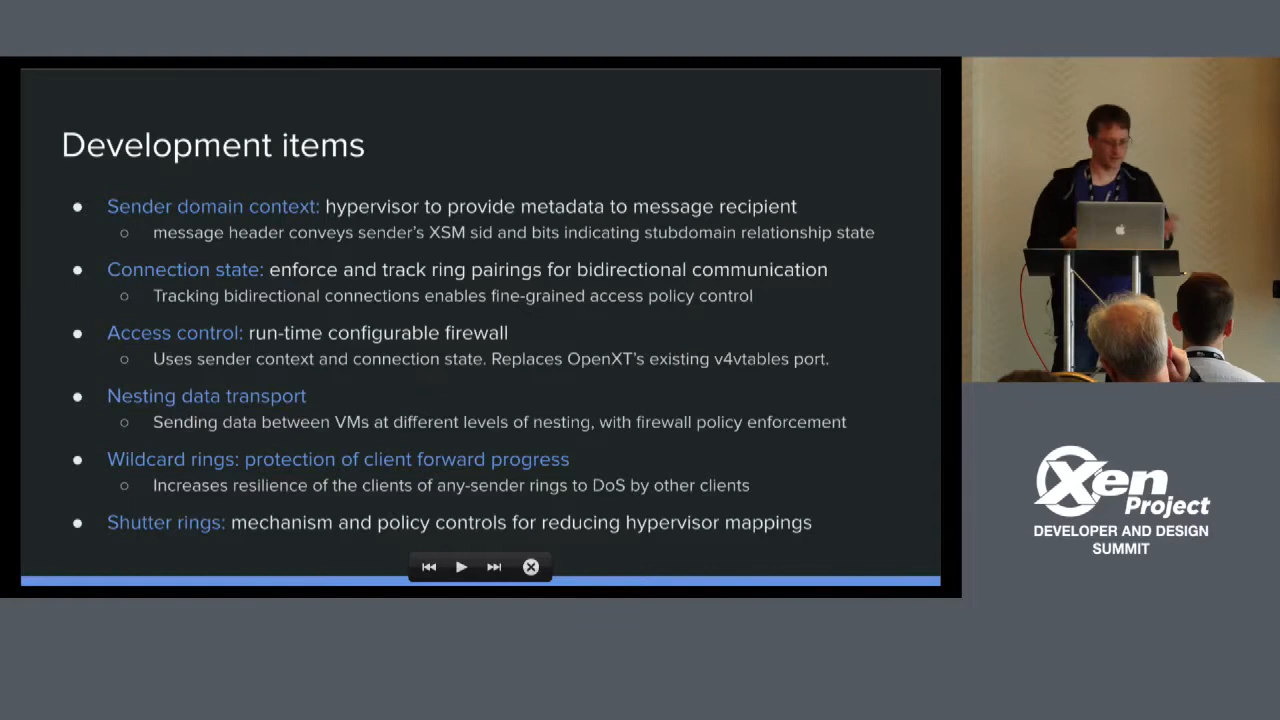 Development items
● Sender domain context: hypervisor to provide metadata to message recipient
○ message header conveys sender's XSM sid and bits indicating stubdomain relationship state
● Connection state: enforce and track ring pairings for bidirectional communication
○ Tracking bidirectional connections enables fine-grained access policy control
● Access control: run-time configurable firewall
○ Uses sender context and connection state. Replaces OpenXT's existing v4vtables port.
● Nesting data transport
○ Sending data between VMs at different levels of nesting, with firewall policy enforcement
● Wildcard rings: protection of client forward progress
○ Increases resilience of the clients of any-sender rings to DoS by other clients
● Shutter rings: mechanism and policy controls for reducing hypervisor mappings
Xen
Project
DEVELOPER AND DESIGN
SUMMIT